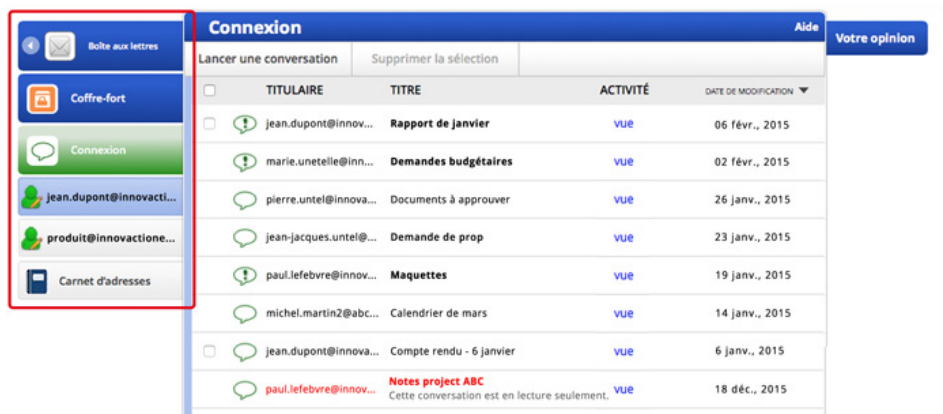 Boîte aux lettres
Coffre-fort
Connexion
jean.dupont@innovacti...
produit@innovactione...
Carnet d'adresses
Connexion
Aide
Votre opinion
Lancer une conversation Supprimer la sélection
TITULAIRE TITRE ACTIVITÉ DATE DE MODIFICATION
jean.dupont@innov... Rapport de janvier vue 06 févr., 2015
marie.unetelle@inn... Demandes budgétaires vue 02 févr., 2015
pierre.untel@innova... Documents à approuver vue 26 janv., 2015
jean-jacques.untel@... Demande de prop vue 23 janv., 2015
paul.lefebvre@innov... Maquettes vue 19 janv., 2015
michel.martin2@abc... Calendrier de mars vue 14 janv., 2015
jean.dupont@innova... Compte rendu - 6 janvier vue 6 janv., 2015
paul.lefebvre@innov... Notes project ABC vue 18 déc., 2015
Cette conversation est en lecture seulement.